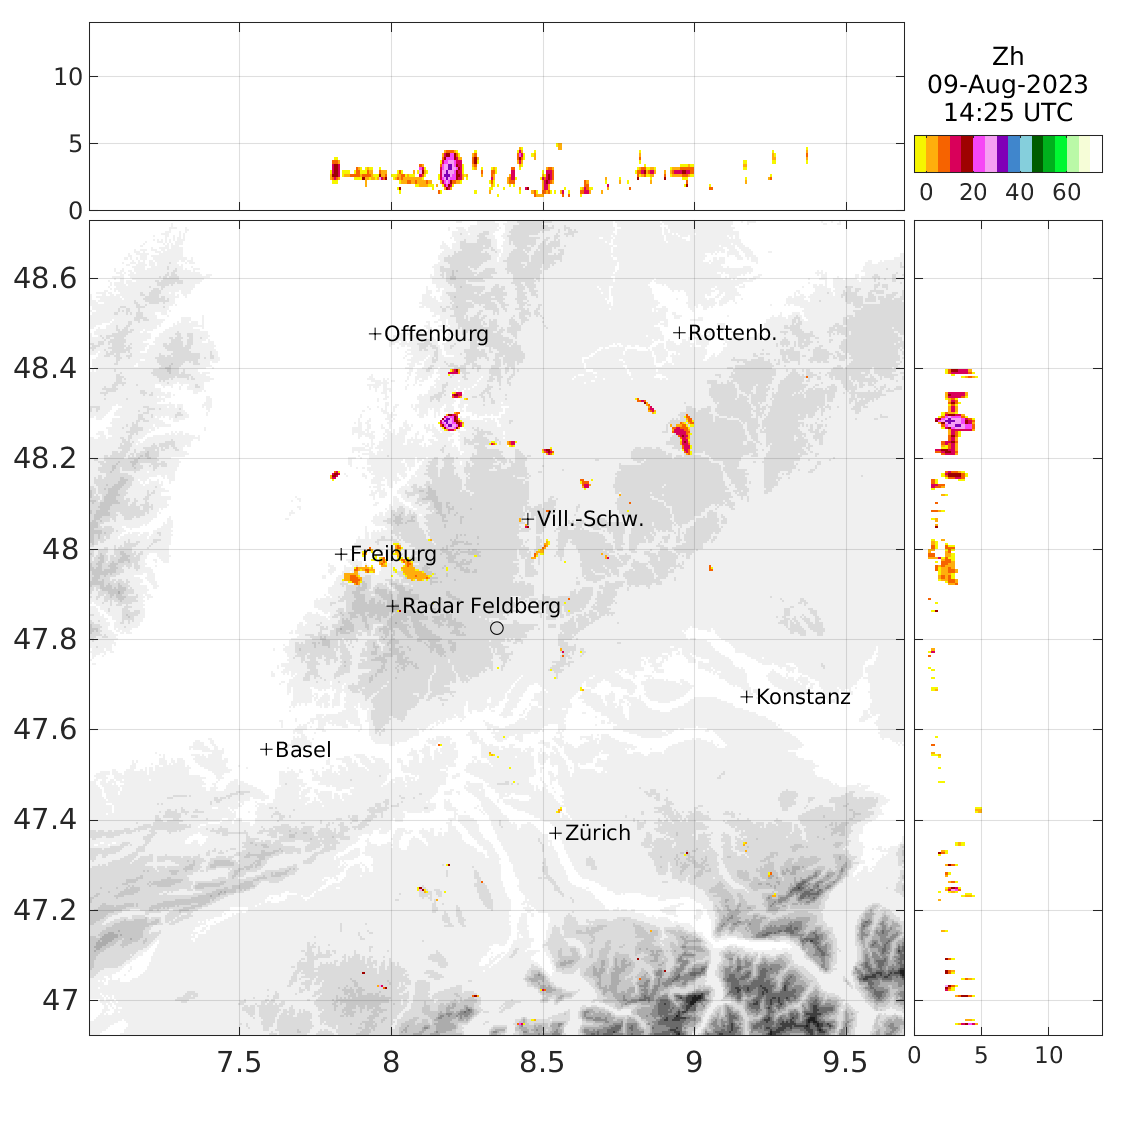 10
5
0
Zh
09-Aug-2023
14:25 UTC
0 20 40 60
48.6
48.4
48.2
48
47.8
47.6
47.4
47.2
47
Offenburg
Rottenb.
Vill.-Schw.
Freiburg
Radar Feldberg
Konstanz
Basel
Zürich
7.5 8 8.5 9 9.5
0 5 10